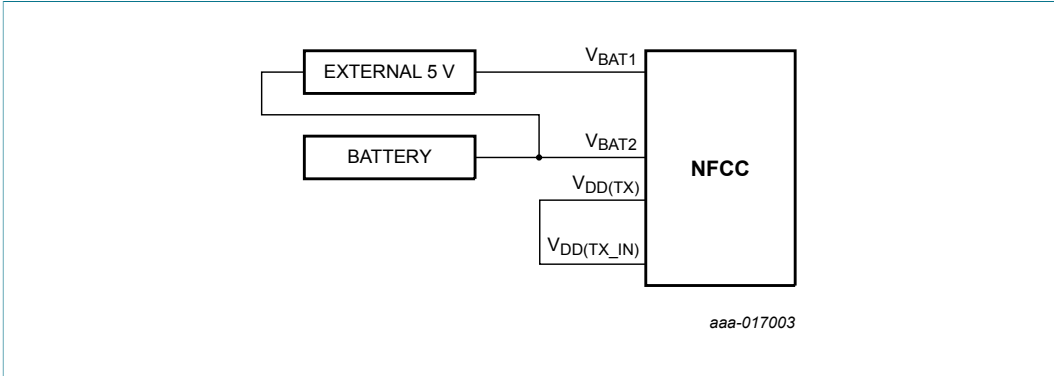 EXTERNAL 5 V
VBAT1
BATTERY
VBAT2
NFCC
VDD(TX)
VDD(TX_IN)
aaa-017003